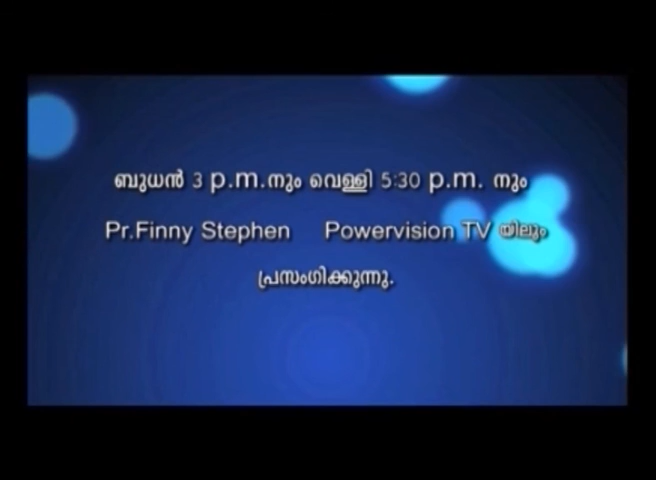 ബുധൻ 3 p.m.നും വെള്ളി 5:30 p.m. നും
Pr.Finny Stephen Powervision TV യിലും
പ്രസംഗിക്കുന്നു.